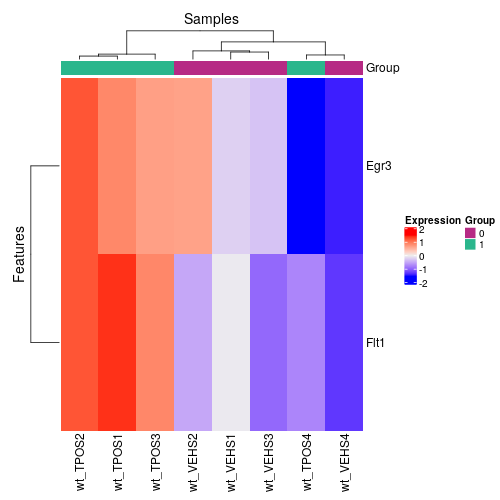 Samples
Group
Egr3
Flt1
Features
Expression
2
1
0
-1
-2
Group
0
1
wt_TPOS2
wt_TPOS1
wt_TPOS3
wt_VEHS2
wt_VEHS1
wt_VEHS3
wt_TPOS4
wt_VEHS4